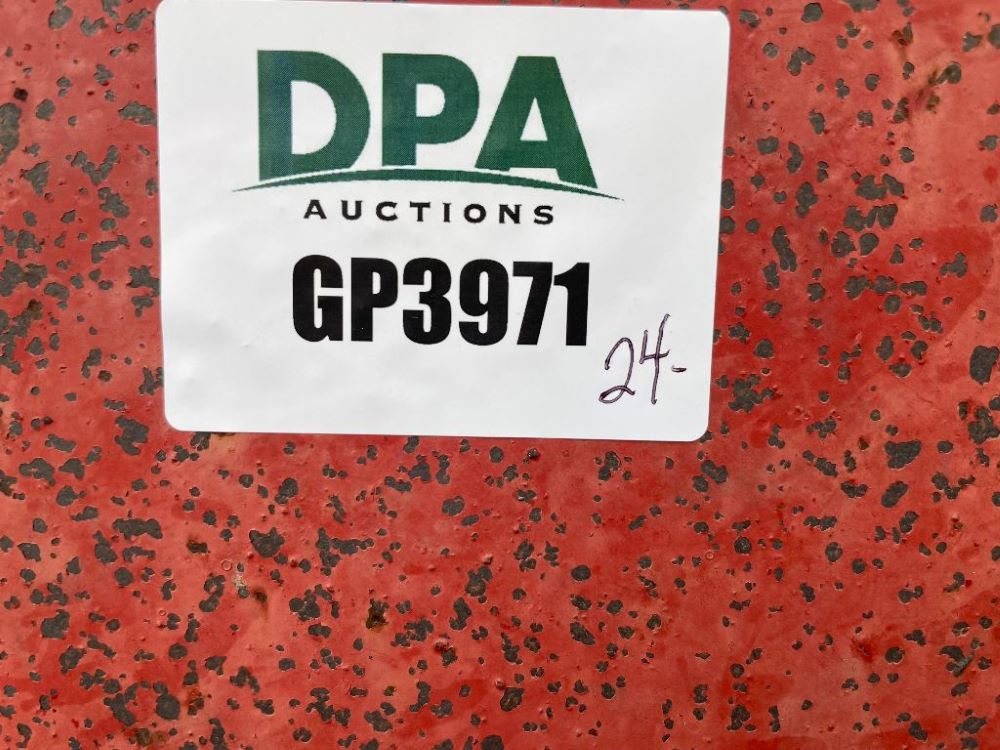 DPA
AUCTIONS
GP3971
24-